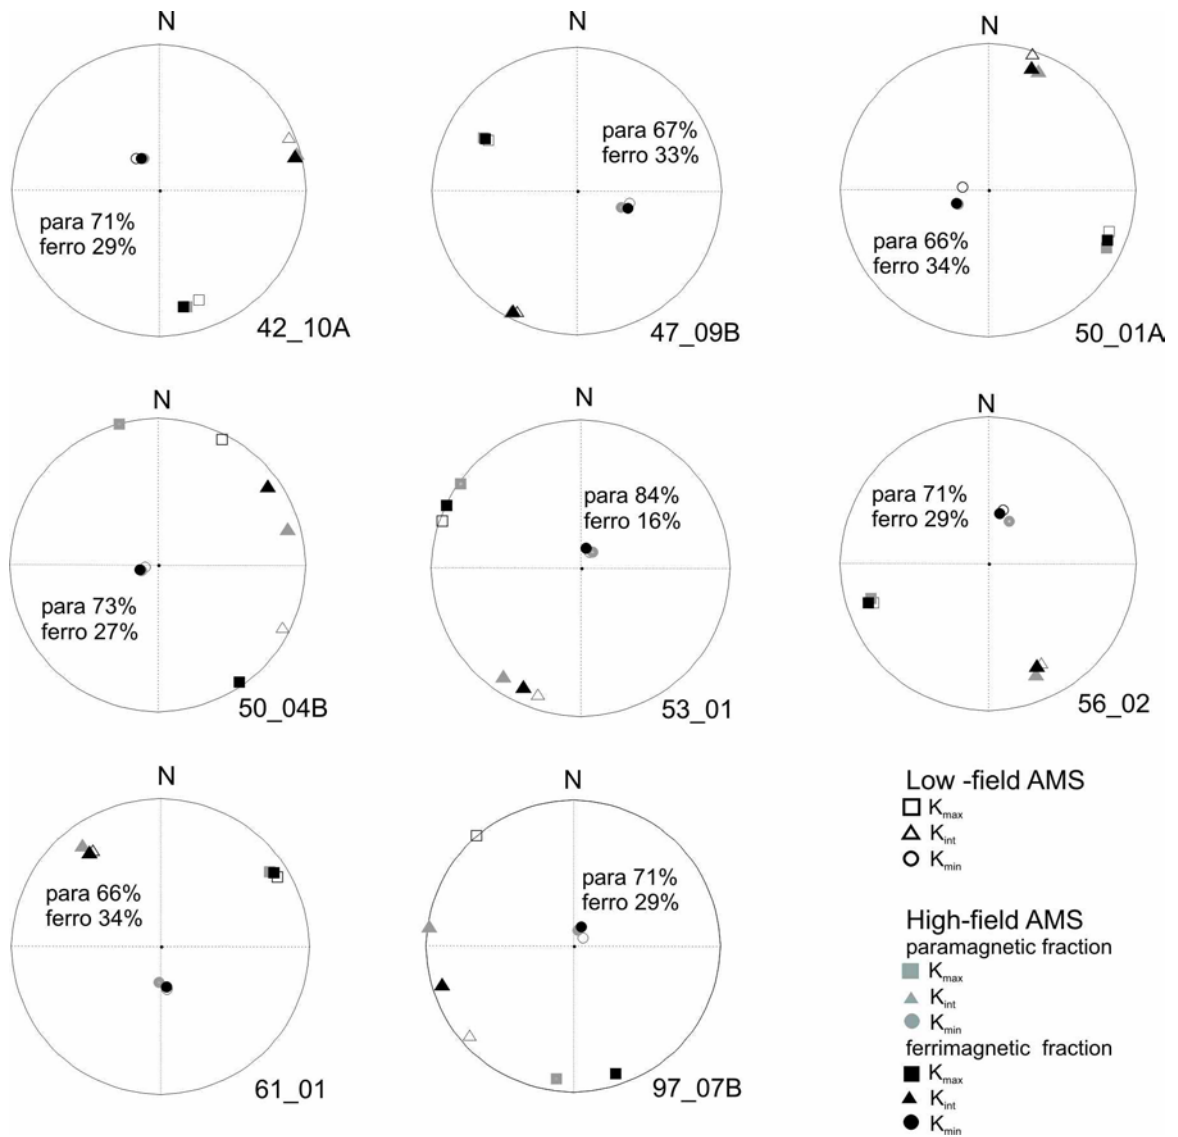 N
para 71%
ferro 29%
42_10A
N
para 67%
ferro 33%
47_09B
N
para 66%
ferro 34%
50_01A
N
para 73%
ferro 27%
50_04B
N
para 84%
ferro 16%
53_01
N
para 71%
ferro 29%
56_02
N
para 66%
ferro 34%
61_01
N
para 71%
ferro 29%
97_07B
Low -field AMS
Kmax
Kint
Kmin
High-field AMS
paramagnetic fraction
Kmax
Kint
Kmin
ferrimagnetic fraction
Kmax
Kint
Kmin